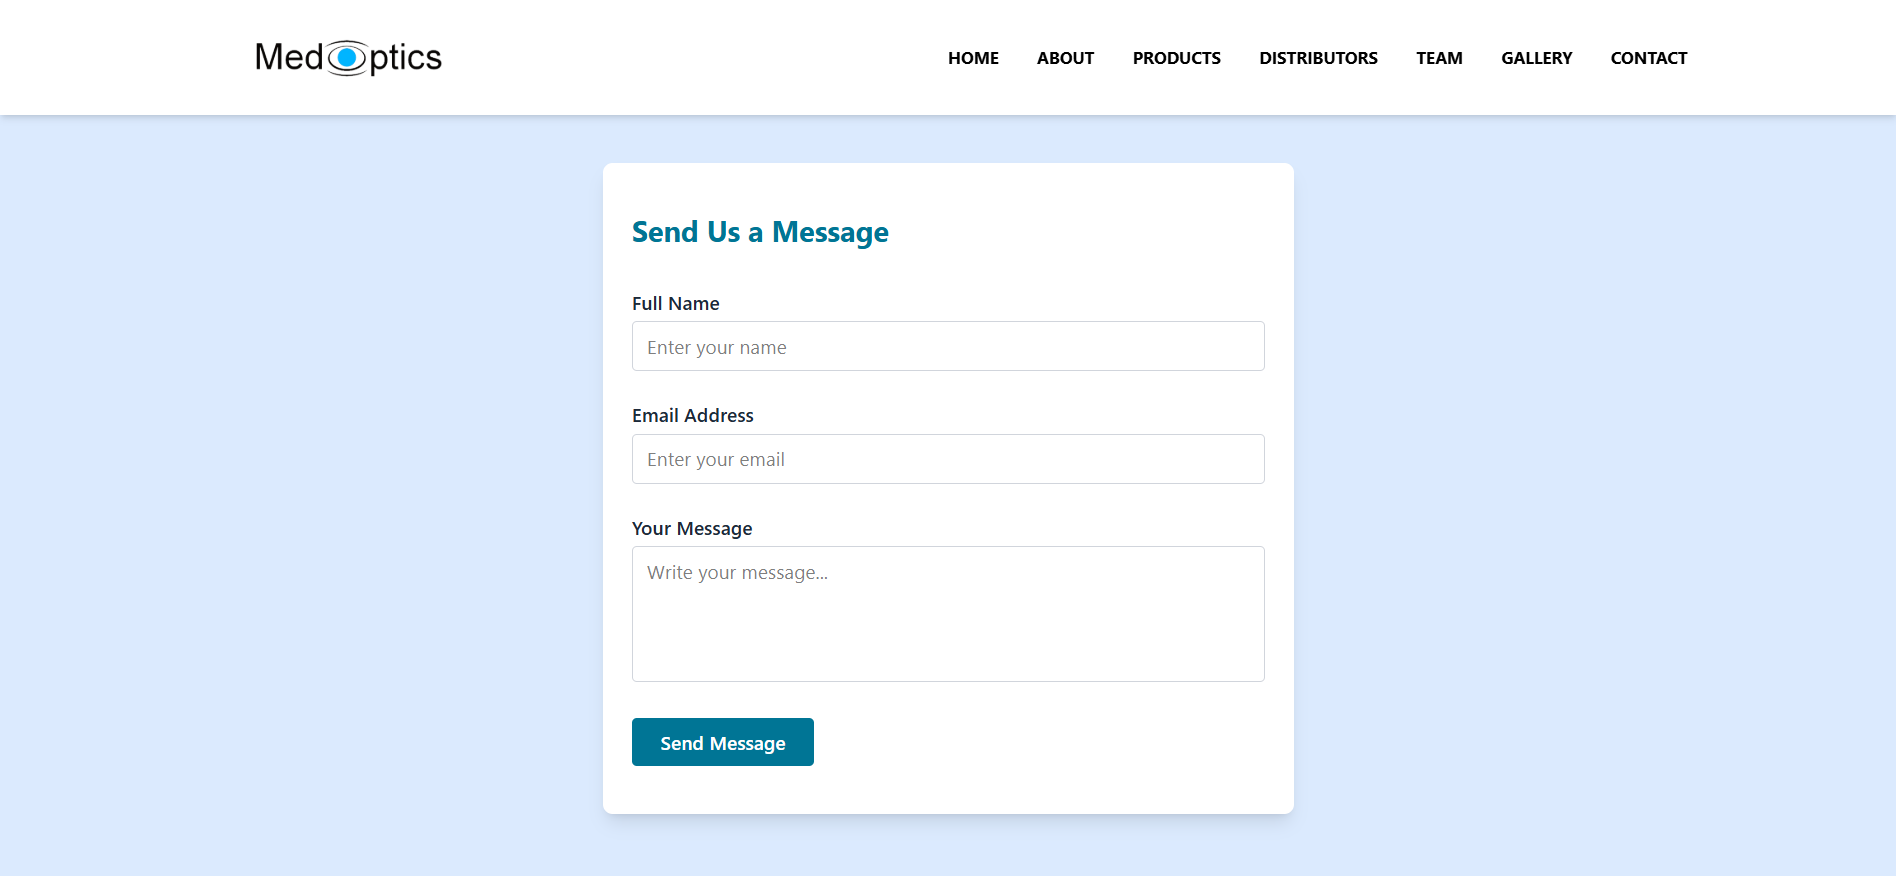 MedOptics
HOME ABOUT PRODUCTS DISTRIBUTORS TEAM GALLERY CONTACT
Send Us a Message
Full Name
Enter your name
Email Address
Enter your email
Your Message
Write your message...
Send Message